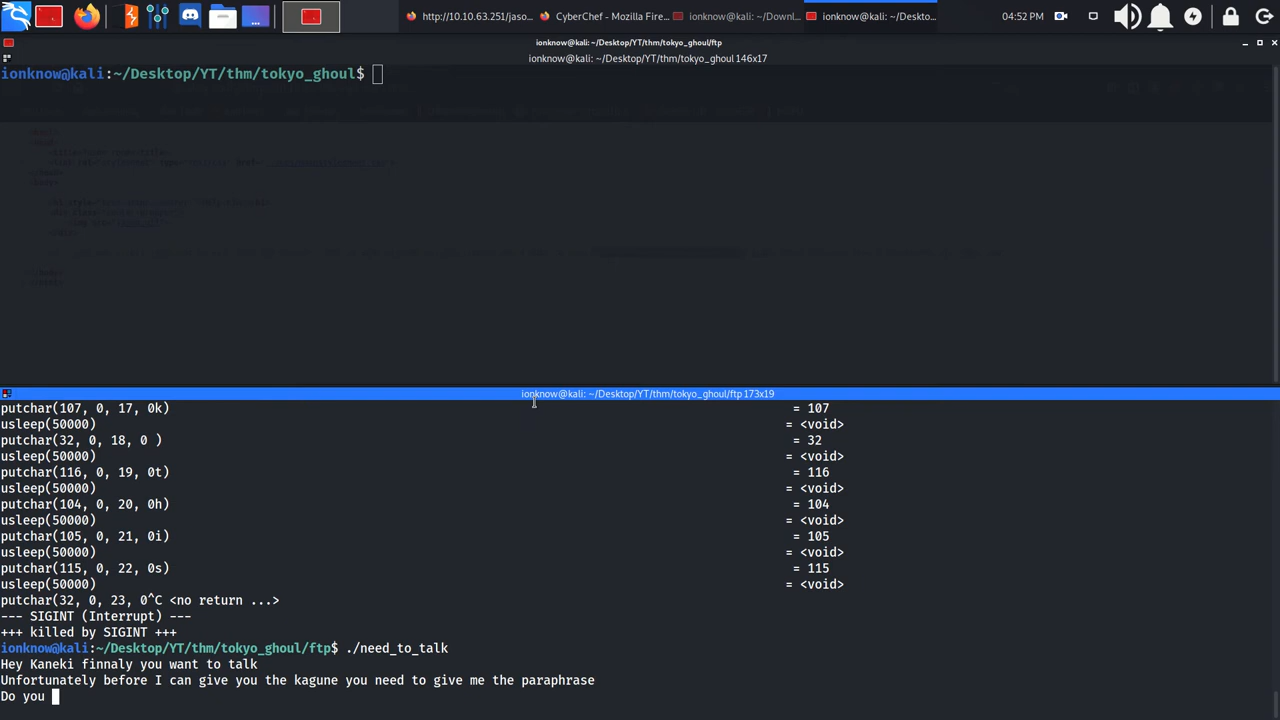 http://10.10.63.251/jaso... CyberChef - Mozilla Fire... ionknow@kali: ~/Downl... ionknow@kali: ~/Deskto... 04:52 PM
ionknow@kali: ~/Desktop/YT/thm/tokyo_ghoul/ftp
ionknow@kali: ~/Desktop/YT/thm/tokyo_ghoul 146x17
ionknow@kali:~/Desktop/YT/thm/tokyo_ghoul$
ionknow@kali: ~/Desktop/YT/thm/tokyo_ghoul/ftp 173x19
putchar(107, 0, 17, 0k) = 107
usleep(50000) = <void>
putchar(32, 0, 18, 0 ) = 32
usleep(50000) = <void>
putchar(116, 0, 19, 0t) = 116
usleep(50000) = <void>
putchar(104, 0, 20, 0h) = 104
usleep(50000) = <void>
putchar(105, 0, 21, 0i) = 105
usleep(50000) = <void>
putchar(115, 0, 22, 0s) = 115
usleep(50000) = <void>
putchar(32, 0, 23, 0^C <no return ...>
--- SIGINT (Interrupt) ---
+++ killed by SIGINT +++
ionknow@kali:~/Desktop/YT/thm/tokyo_ghoul/ftp$ ./need_to_talk
Hey Kaneki finnaly you want to talk
Unfortunately before I can give you the kagune you need to give me the paraphrase
Do you